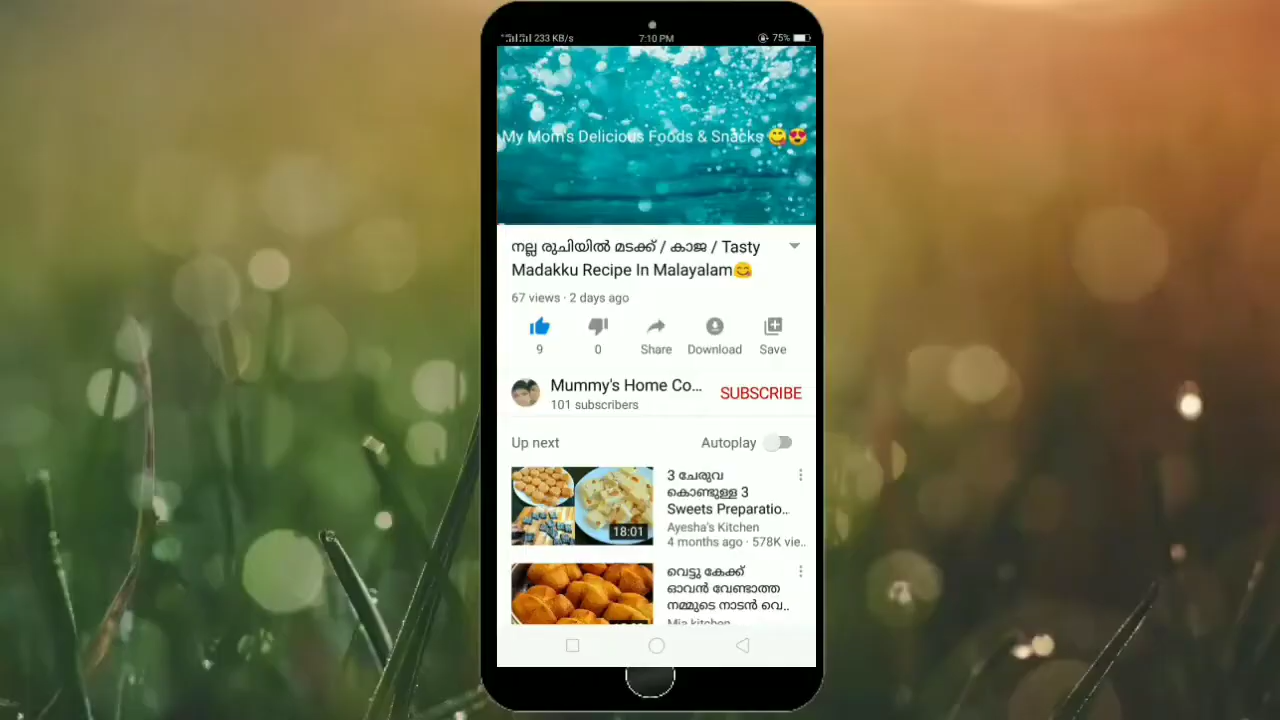 233 KB/s 7:10 PM 75%
My Mom's Delicious Foods & Snacks 😋😍
നല്ല രുചിയിൽ മടക്ക് / കാജ / Tasty
Madakku Recipe In Malayalam😋
67 views · 2 days ago
9 0 Share Download Save
Mummy's Home Co... SUBSCRIBE
101 subscribers
Up next Autoplay
3 ചേരുവ
കൊണ്ടുള്ള 3
Sweets Preparatio..
Ayesha's Kitchen
4 months ago · 578K vie..
18:01
വെട്ടു കേക്ക്
ഓവൻ വേണ്ടാത്ത
നമ്മുടെ നാടൻ വെ..
Mia kitchen